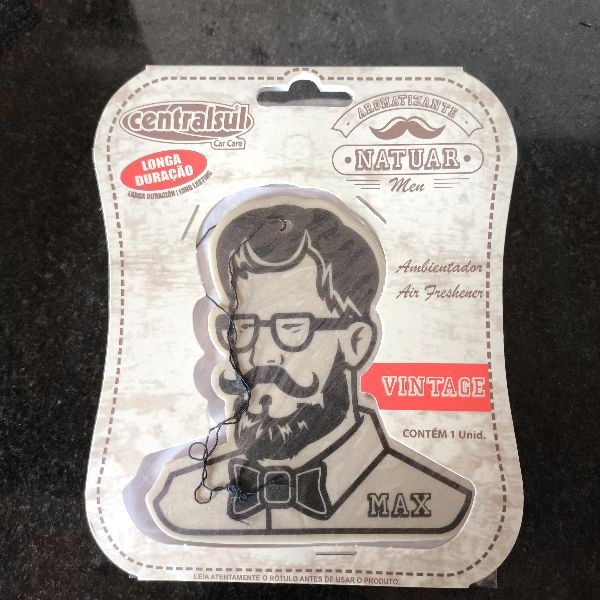 centralsul
Car Care
LONGA
DURAÇÃO
LARGA DURACIÓN | LONG LASTING
AROMATIZANTE
NATUAR
Men
Ambientador
Air Freshener
VINTAGE
CONTÉM 1 Unid.
MAX
LEIA ATENTAMENTE O RÓTULO ANTES DE USAR O PRODUTO.